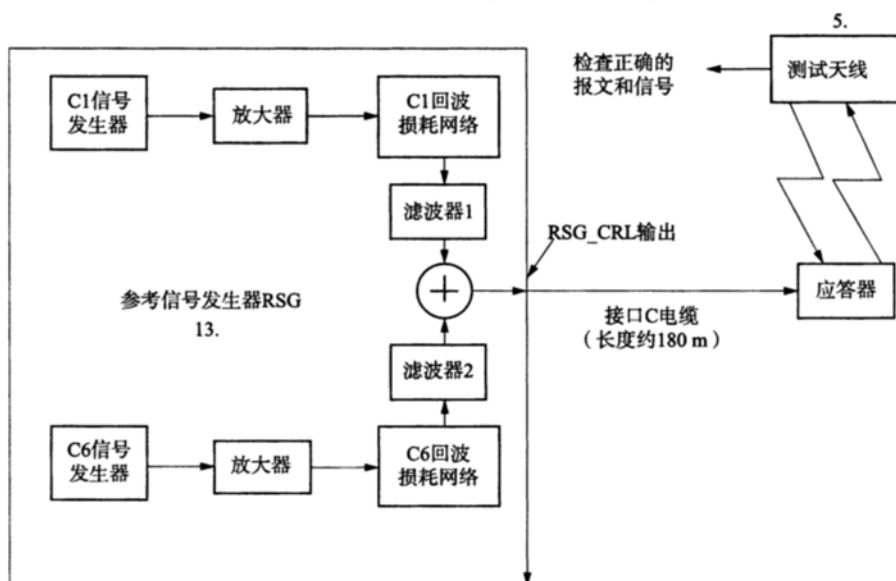 5.
检查正确的
报文和信号
测试天线
C1信号
发生器
放大器
C1回波
损耗网络
滤波器1
RSG_CRL输出
参考信号发生器RSG
13.
应答器
接口C电缆
（长度约180 m）
滤波器2
C6信号
发生器
放大器
C6回波
损耗网络